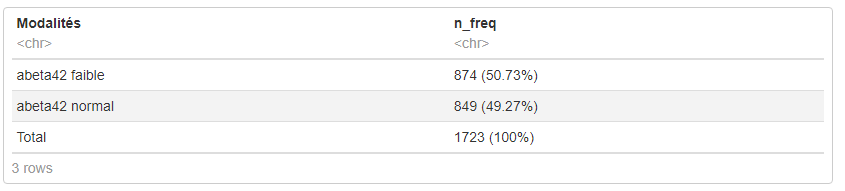 Modalités n_freq
<chr> <chr>
abeta42 faible 874 (50.73%)
abeta42 normal 849 (49.27%)
Total 1723 (100%)
3 rows